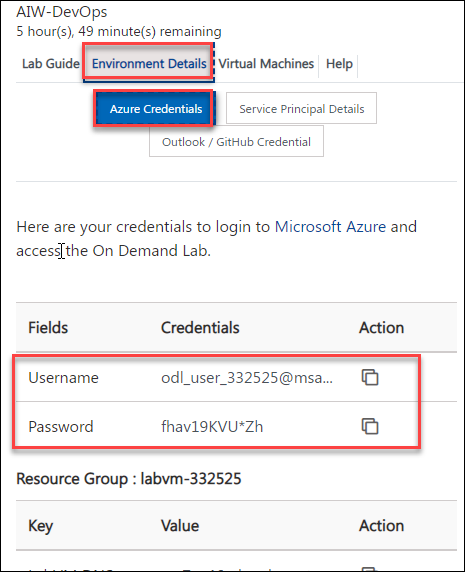 AIW-DevOps
5 hour(s), 49 minute(s) remaining
Lab Guide Environment Details Virtual Machines Help
Azure Credentials Service Principal Details
Outlook / GitHub Credential
Here are your credentials to login to Microsoft Azure and
access the On Demand Lab.
Fields Credentials Action
Username odl_user_332525@msa...
Password fhav19KVU*Zh
Resource Group : labvm-332525
Key Value Action